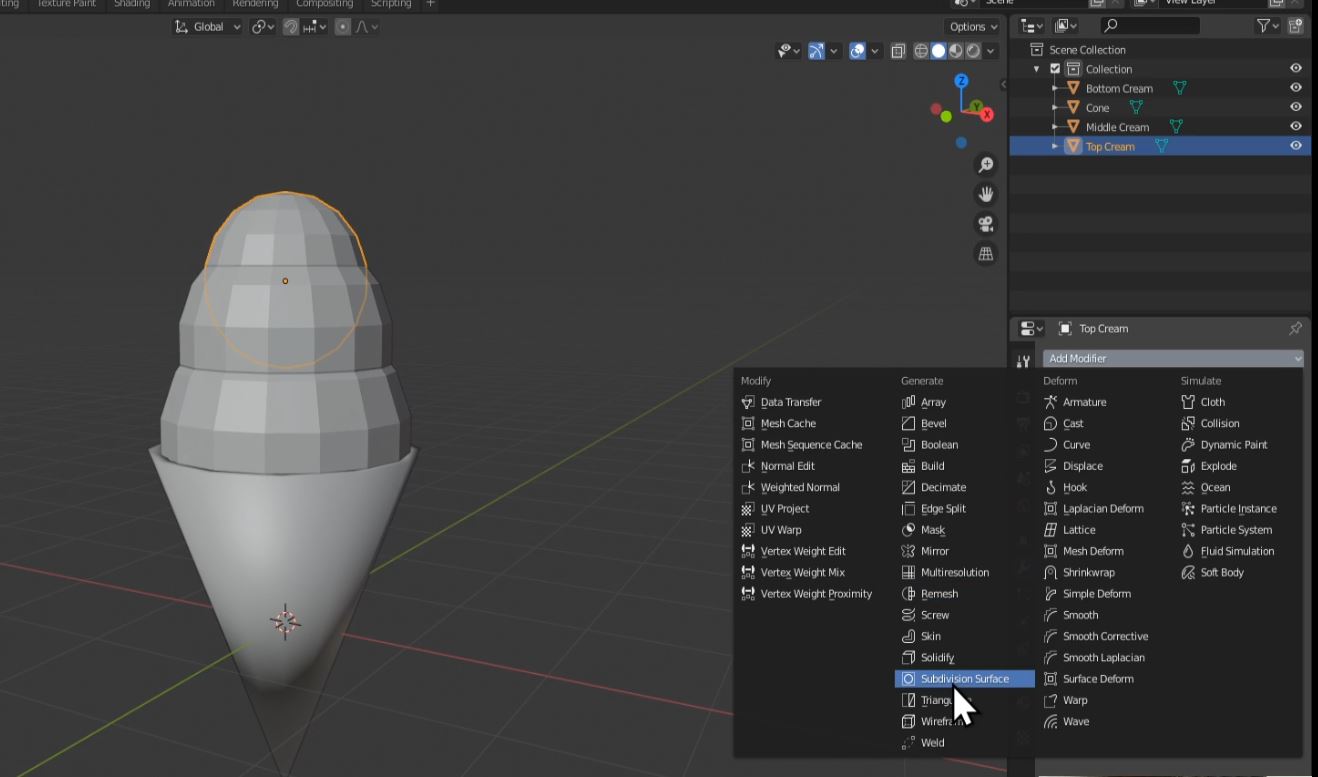 Texture Paint Shading Animation Rendering Compositing Scripting +
Scene View Layer
Global
Options
Z
Y
X
Scene Collection
Collection
Bottom Cream
Cone
Middle Cream
Top Cream
Top Cream
Add Modifier
Modify
Data Transfer
Mesh Cache
Mesh Sequence Cache
Normal Edit
Weighted Normal
UV Project
UV Warp
Vertex Weight Edit
Vertex Weight Mix
Vertex Weight Proximity
Generate
Array
Bevel
Boolean
Build
Decimate
Edge Split
Mask
Mirror
Multiresolution
Remesh
Screw
Skin
Solidify
Subdivision Surface
Weld
Deform
Armature
Cast
Curve
Displace
Hook
Laplacian Deform
Lattice
Mesh Deform
Shrinkwrap
Simple Deform
Smooth
Smooth Corrective
Smooth Laplacian
Surface Deform
Warp
Wave
Simulate
Cloth
Collision
Dynamic Paint
Explode
Ocean
Particle Instance
Particle System
Fluid Simulation
Soft Body